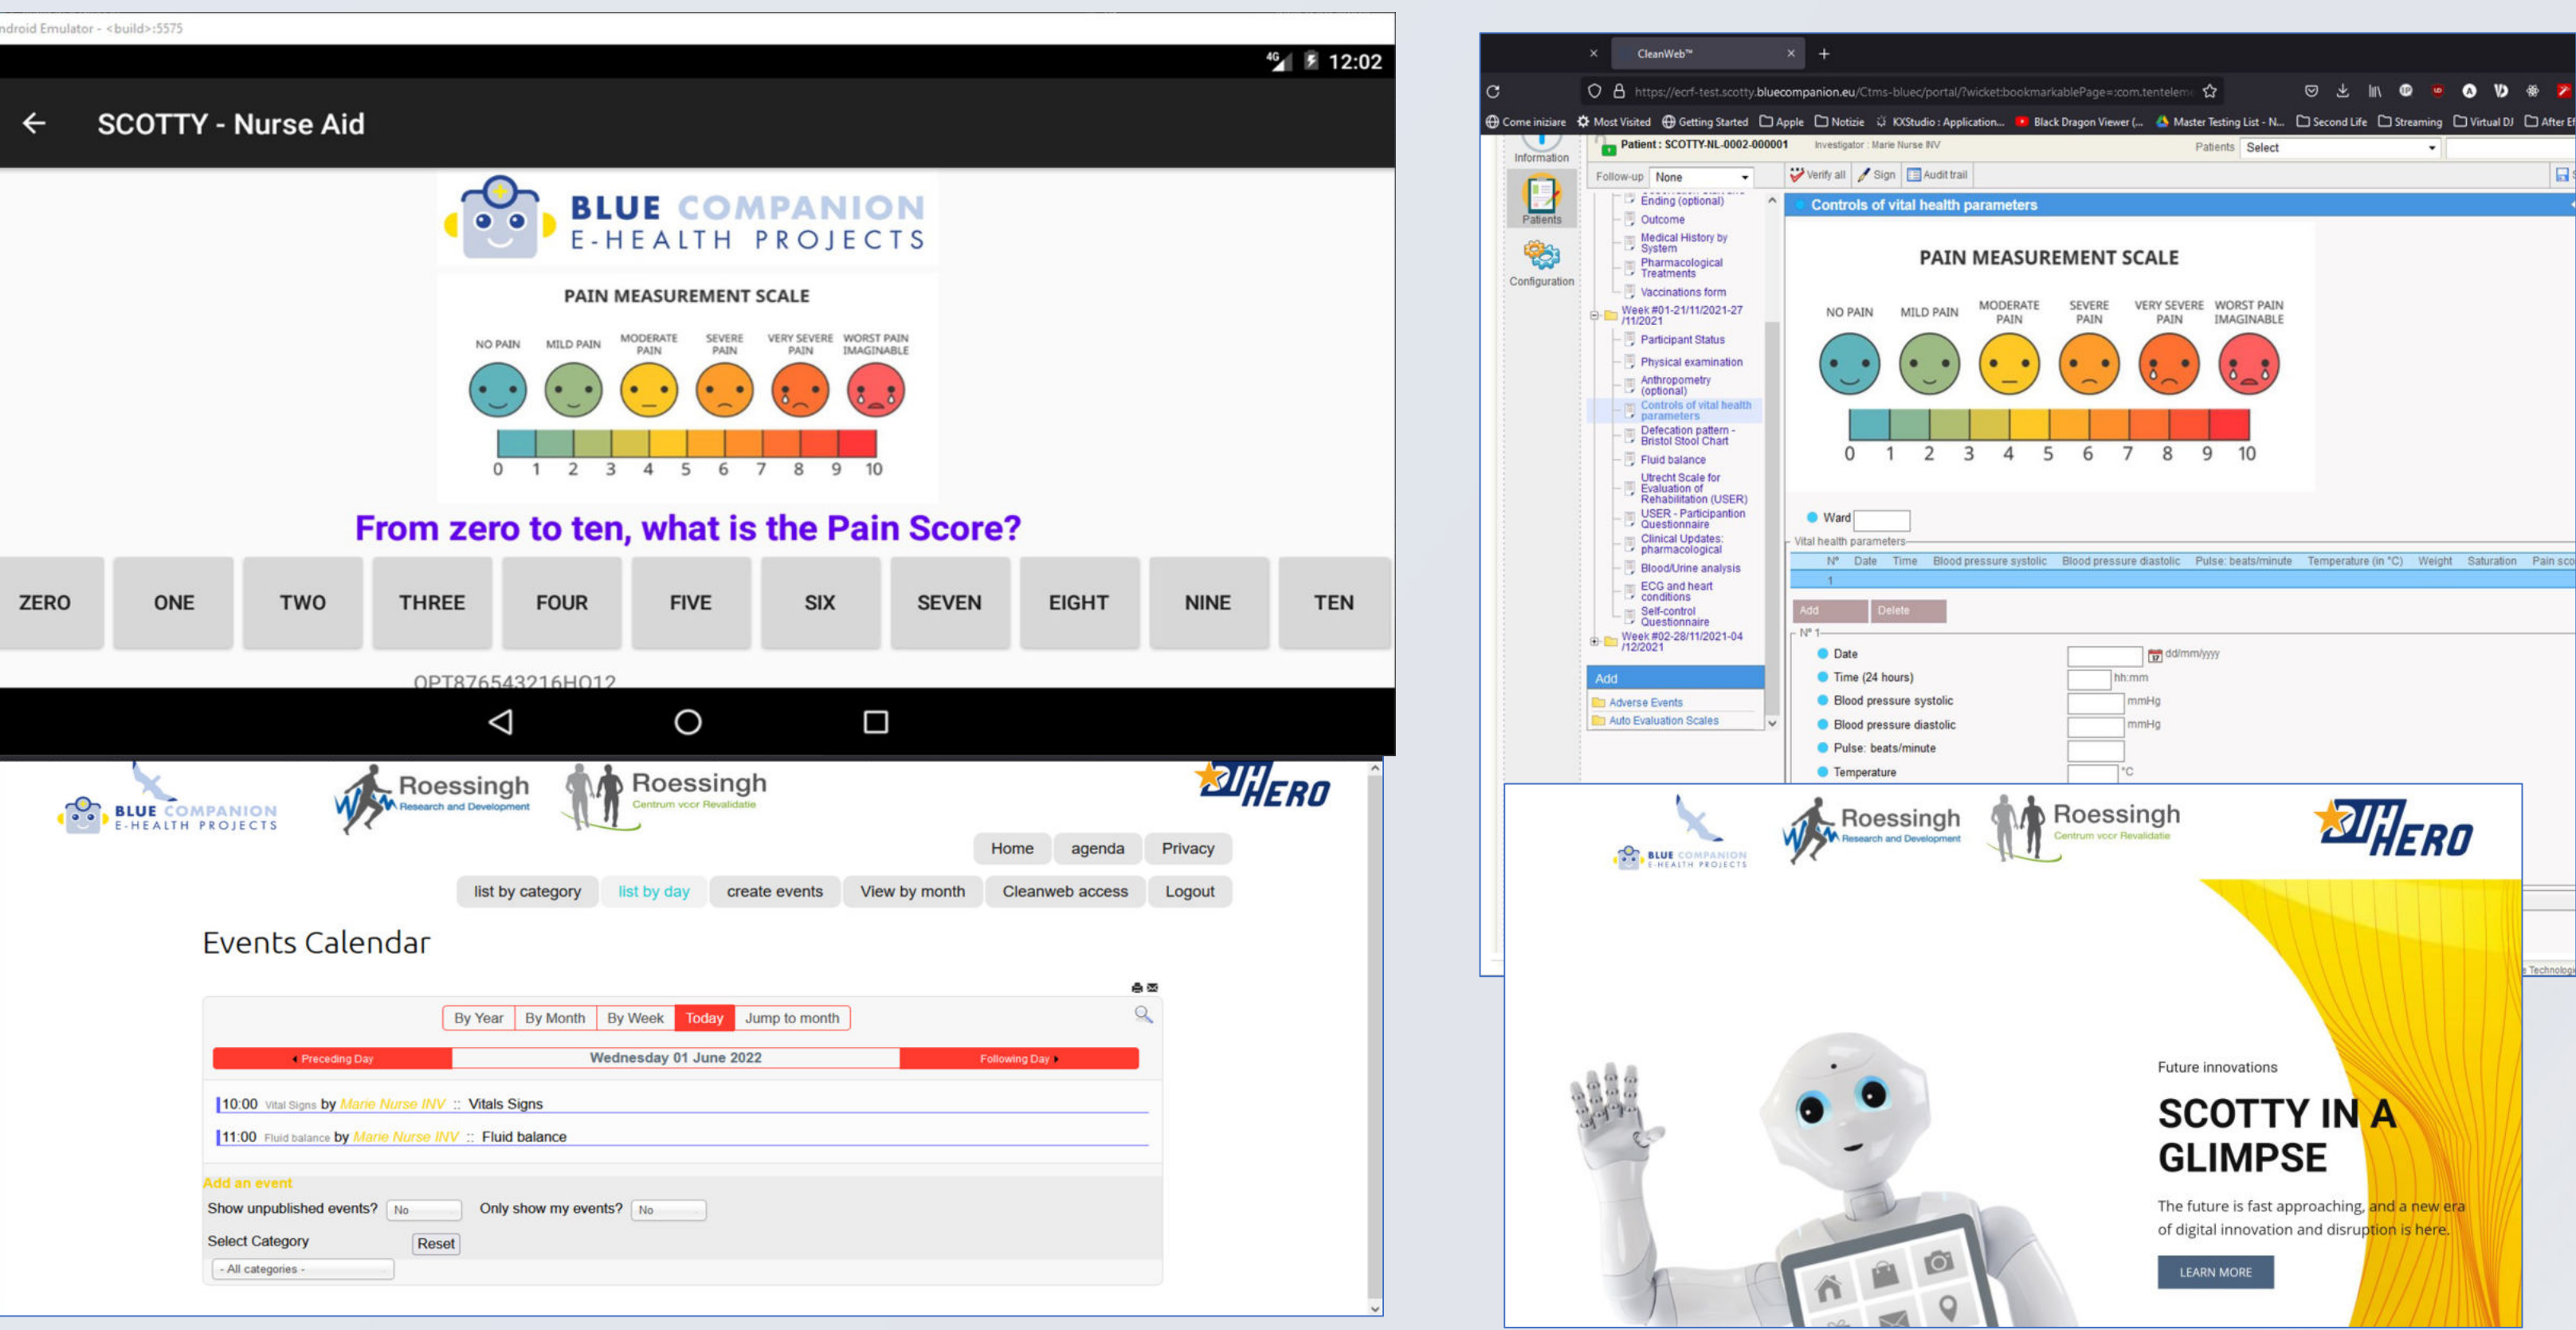 ndroid Emulator - <build>:5575
4G 12:02
SCOTTY - Nurse Aid
BLUE COMPANION
E-HEALTH PROJECTS
PAIN MEASUREMENT SCALE
NO PAIN MILD PAIN MODERATE PAIN SEVERE PAIN VERY SEVERE PAIN WORST PAIN IMAGINABLE
0 1 2 3 4 5 6 7 8 9 10
From zero to ten, what is the Pain Score?
ZERO ONE TWO THREE FOUR FIVE SIX SEVEN EIGHT NINE TEN
OPT876543216HO12
BLUE COMPANION
E-HEALTH PROJECTS
Roessingh
Research and Development
Roessingh
Centrum voor Revalidatie
DTHERO
Home agenda Privacy
list by category list by day create events View by month Cleanweb access Logout
Events Calendar
By Year By Month By Week Today Jump to month
Preceding Day Wednesday 01 June 2022 Following Day
10:00 Vital Signs by Marie Nurse INV :: Vitals Signs
11:00 Fluid balance by Marie Nurse INV :: Fluid balance
Add an event
Show unpublished events? No Only show my events? No
Select Category Reset
- All categories -
CleanWeb™
https://ecrf-test.scotty.bluecompanion.eu/Ctms-bluec/portal/?wicket:bookmarkablePage=:com.tenteleme
Come iniziare Most Visited Getting Started Apple Notizie KXStudio : Application... Black Dragon Viewer (... Master Testing List - N... Second Life Streaming Virtual DJ After Ef
Information
Patients
Configuration
Patient : SCOTTY-NL-0002-000001 Investigator : Marie Nurse INV Patients Select
Follow-up None Verify all Sign Audit trail
Ending (optional)
Outcome
Medical History by
System
Pharmacological
Treatments
Vaccinations form
Week #01-21/11/2021-27
/11/2021
Participant Status
Physical examination
Anthropometry
(optional)
Controls of vital health
parameters
Defecation pattern -
Bristol Stool Chart
Fluid balance
Utrecht Scale for
Evaluation of
Rehabilitation (USER)
USER - Participantion
Questionnaire
Clinical Updates:
pharmacological
Blood/Urine analysis
ECG and heart
conditions
Self-control
Questionnaire
Week #02-28/11/2021-04
/12/2021
Add
Adverse Events
Auto Evaluation Scales
Controls of vital health parameters
PAIN MEASUREMENT SCALE
NO PAIN MILD PAIN MODERATE PAIN SEVERE PAIN VERY SEVERE PAIN WORST PAIN IMAGINABLE
0 1 2 3 4 5 6 7 8 9 10
Ward
Vital health parameters
N° Date Time Blood pressure systolic Blood pressure diastolic Pulse: beats/minute Temperature (in °C) Weight Saturation Pain sco
1
Add Delete
N° 1
Date dd/mm/yyyy
Time (24 hours) hh:mm
Blood pressure systolic mmHg
Blood pressure diastolic mmHg
Pulse: beats/minute
Temperature °C
e Technologi
BLUE COMPANION
E-HEALTH PROJECTS
Roessingh
Research and Development
Roessingh
Centrum voor Revalidatie
DTHERO
Future innovations
SCOTTY IN A
GLIMPSE
The future is fast approaching, and a new era
of digital innovation and disruption is here.
LEARN MORE